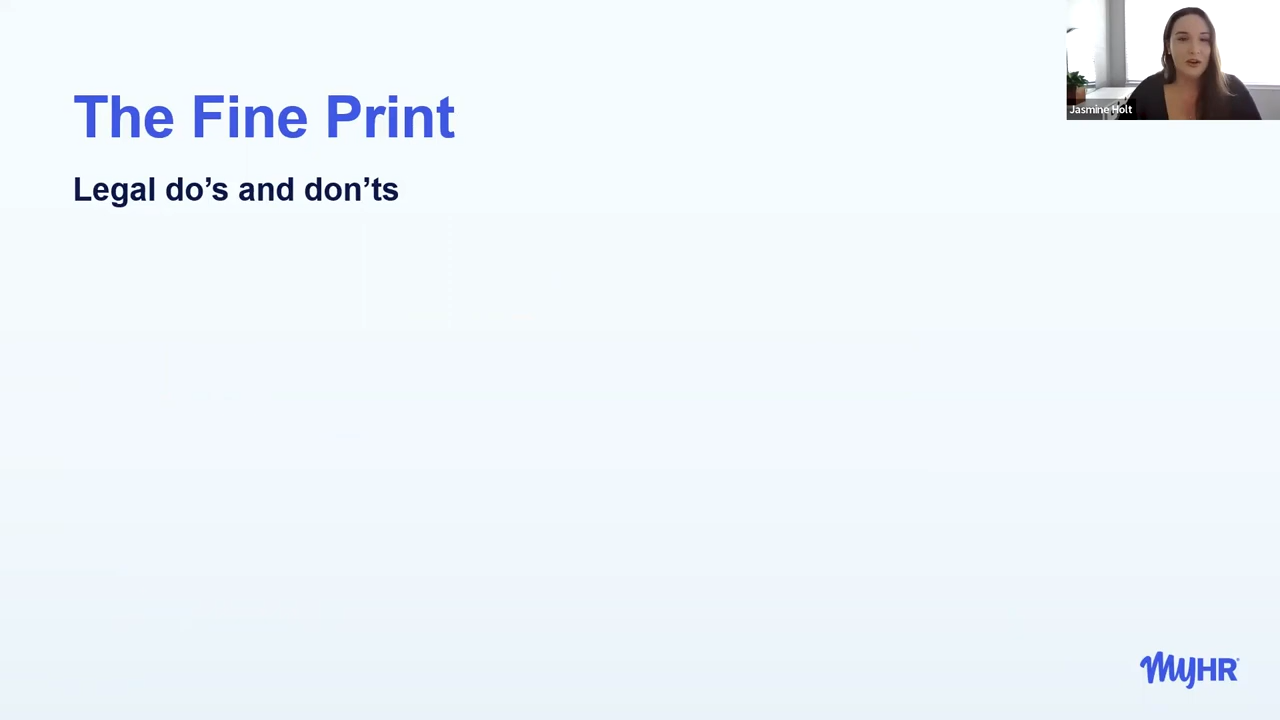 The Fine Print
Legal do’s and don’ts
Jasmine Holt
MyHR